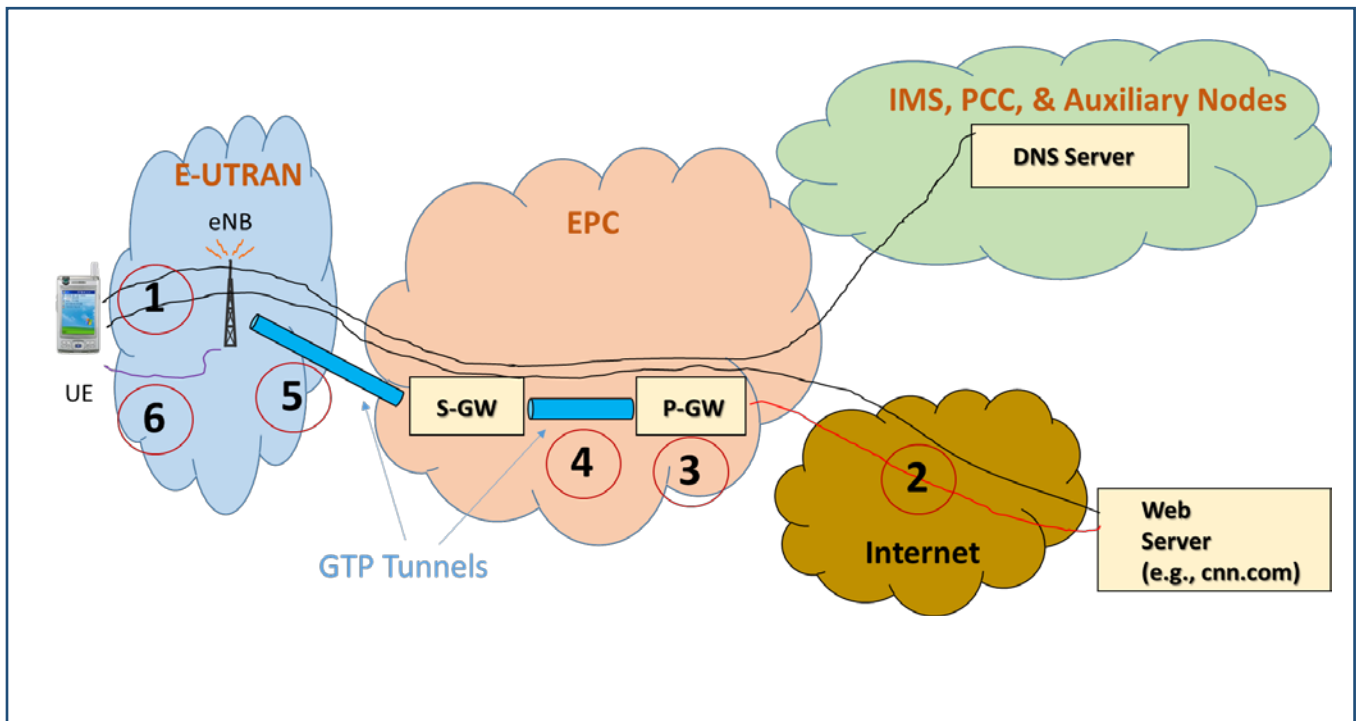 IMS, PCC, & Auxiliary Nodes
DNS Server
E-UTRAN
eNB
EPC
1
UE
6
5
S-GW
P-GW
4
3
2
GTP Tunnels
Internet
Web
Server
(e.g., cnn.com)